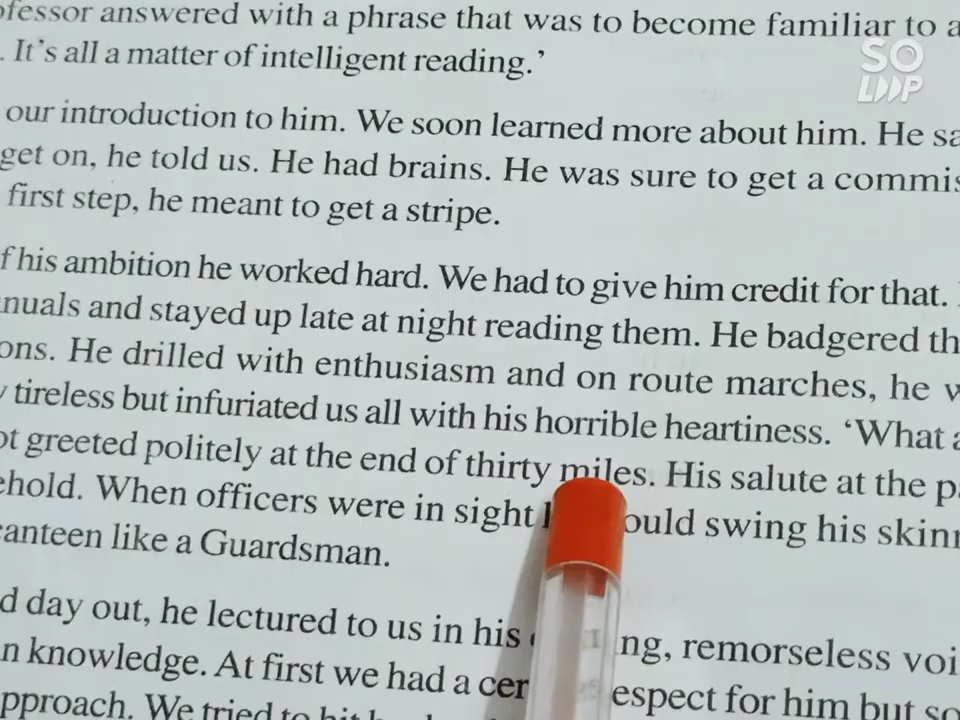 ofessor answered with a phrase that was to become familiar to a
. It's all a matter of intelligent reading.'
our introduction to him. We soon learned more about him. He sa
get on, he told us. He had brains. He was sure to get a commis
first step, he meant to get a stripe.
f his ambition he worked hard. We had to give him credit for that.
nuals and stayed up late at night reading them. He badgered th
ons. He drilled with enthusiasm and on route marches, he w
tireless but infuriated us all with his horrible heartiness. 'What a
ot greeted politely at the end of thirty miles. His salute at the p
ehold. When officers were in sight ould swing his skinn
canteen like a Guardsman.
d day out, he lectured to us in his ng, remorseless voi
n knowledge. At first we had a cer espect for him but so
pproach. We tried to hit
SO
LOOP